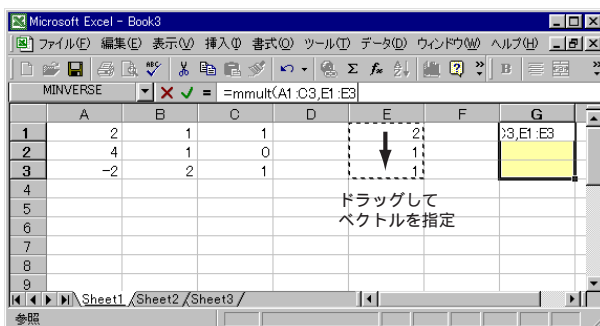 Microsoft Excel - Book3
ファイル(F) 編集(E) 表示(V) 挿入(I) 書式(O) ツール(T) データ(D) ウィンドウ(W) ヘルプ(H)
MINVERSE = =mmult(A1:C3,E1:E3
A B C D E F G
1 2 1 1 2 C3,E1:E3
2 4 1 0 1
3 -2 2 1 1
4
5
6
7
8
9
ドラッグして
ベクトルを指定
Sheet1 Sheet2 Sheet3
参照